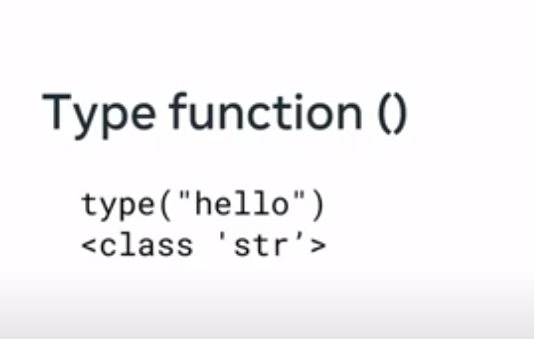 Type function ()
type("hello")
<class 'str’>